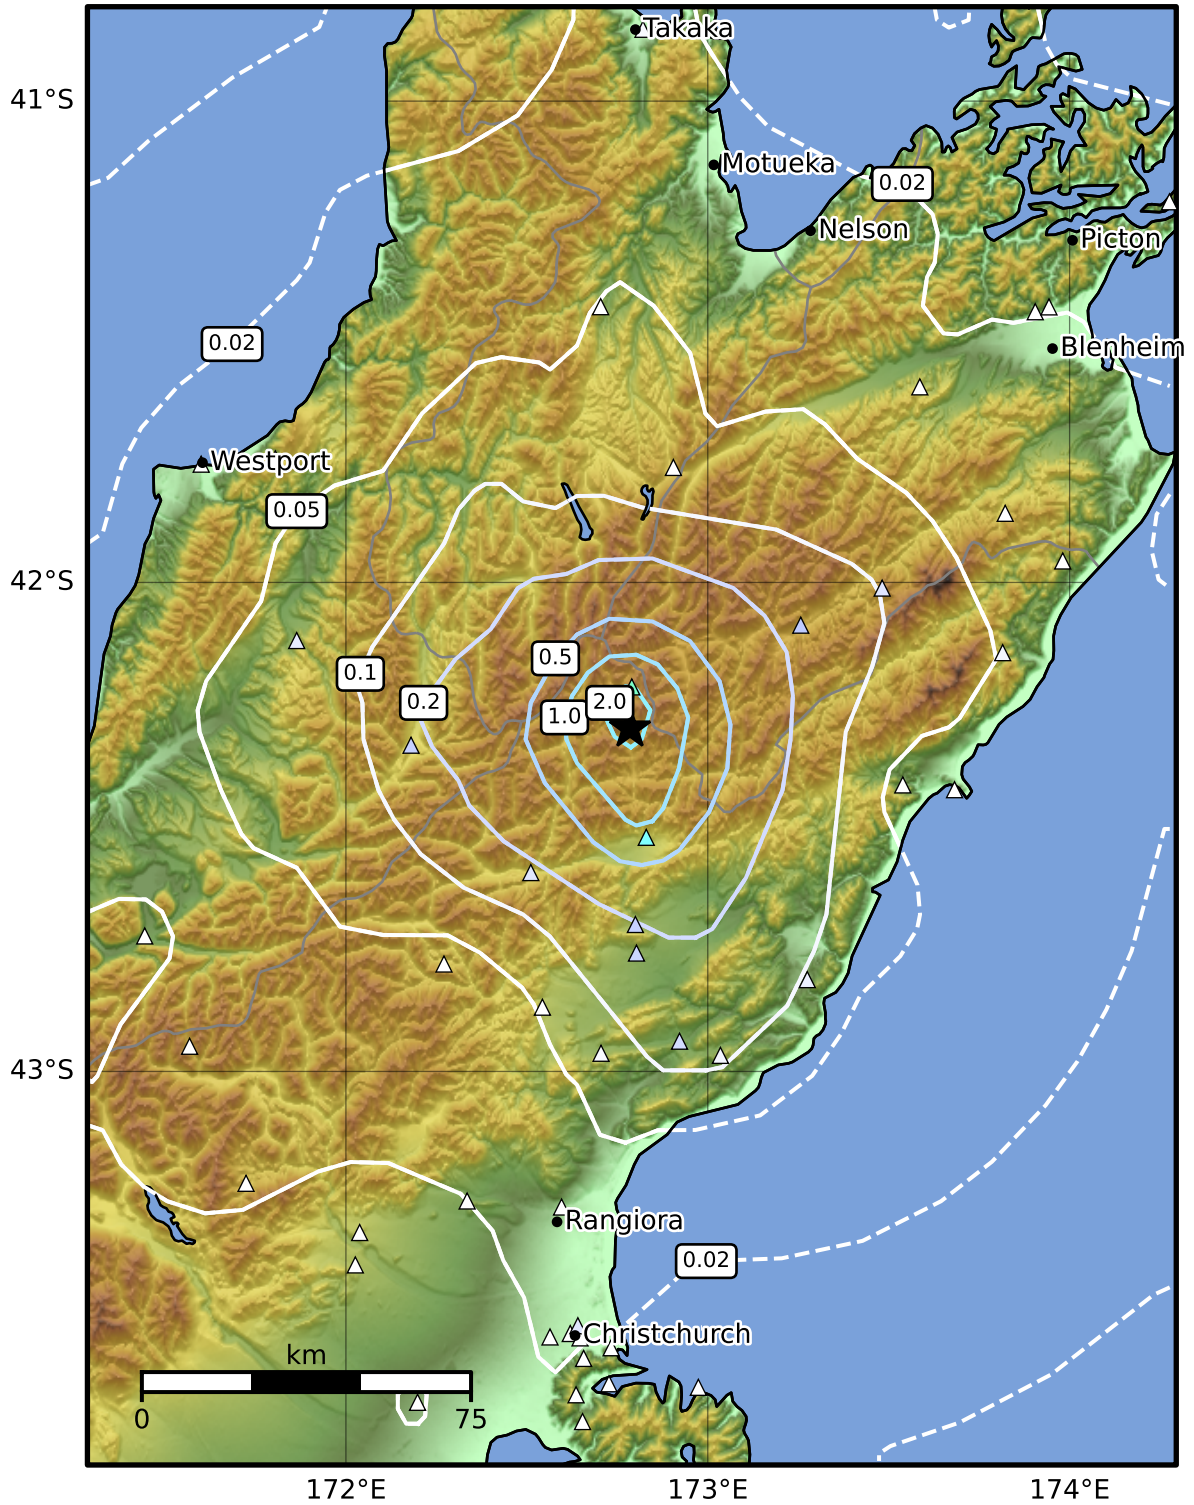 Takaka
41°S
Motueka
0.02
Nelson
Picton
0.02
Blenheim
Westport
0.05
42°S
0.5
0.1
0.2
2.0
1.0
43°S
Rangiora
0.02
Christchurch
km
0
75
172°E
173°E
174°E